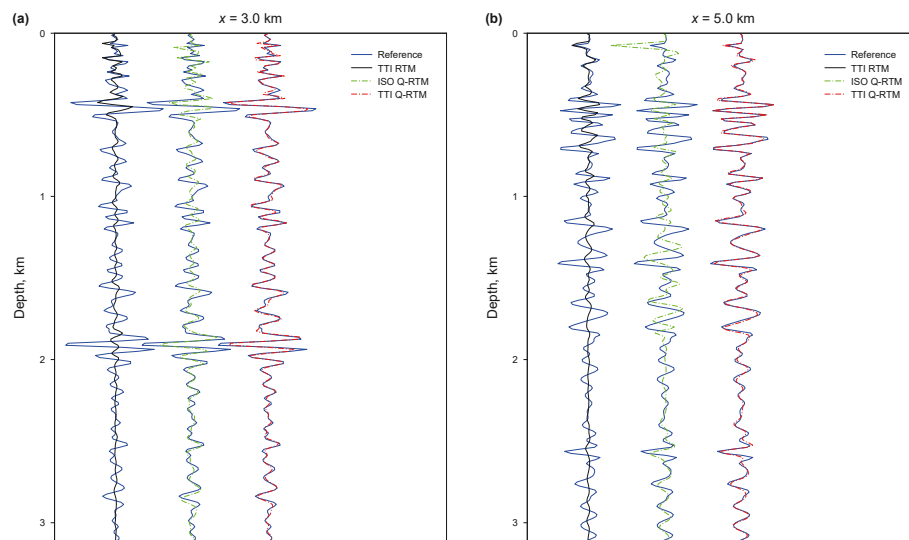 (a)
x = 3.0 km
0
1
2
3
Depth, km
Reference
TTI RTM
ISO Q-RTM
TTI Q-RTM
(b)
x = 5.0 km
0
1
2
3
Depth, km
Reference
TTI RTM
ISO Q-RTM
TTI Q-RTM